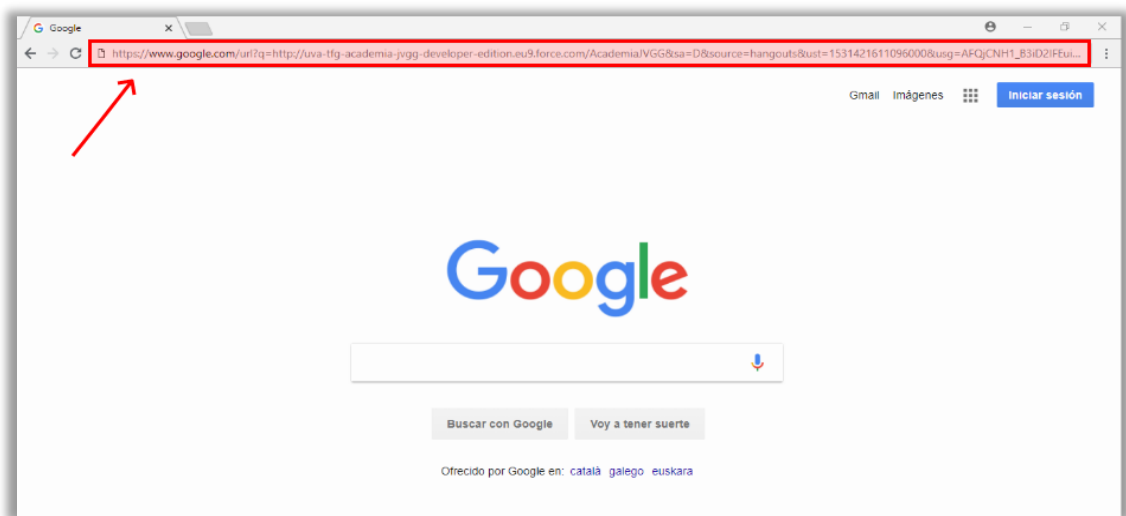 Google
https://www.google.com/url?q=http://uva-tfg-academia-jvgg-developer-edition.eu9.force.com/AcademiaJVGG&sa=D&source=hangouts&ust=1531421611096000&usg=AFQjCNH1_B3iD2IFEui...
Gmail Imágenes Iniciar sesión
Google
Buscar con Google Voy a tener suerte
Ofrecido por Google en: català galego euskara